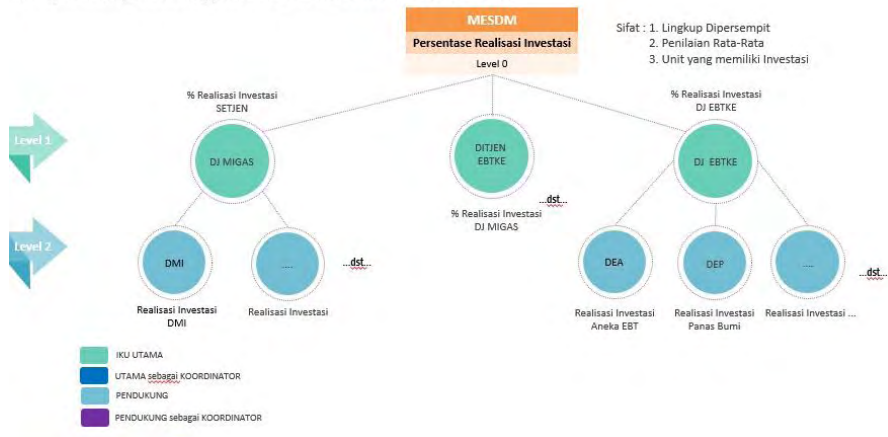 MESDM
Persentase Realisasi Investasi
Level 0
Sifat : 1. Lingkup Dipersempit
2. Penilaian Rata-Rata
3. Unit yang memiliki Investasi
% Realisasi Investasi
SETJEN
% Realisasi Investasi
DJ EBTKE
Level 1
DJ MIGAS
DITJEN
EBTKE
DJ EBTKE
...dst...
% Realisasi Investasi
DJ MIGAS
Level 2
DMI
.....
...dst...
DEA
DEP
.....
...dst...
Realisasi Investasi
DMI
Realisasi Investasi
Realisasi Investasi
Aneka EBT
Realisasi Investasi
Panas Bumi
Realisasi Investasi ...
IKU UTAMA
UTAMA sebagai KOORDINATOR
PENDUKUNG
PENDUKUNG sebagai KOORDINATOR